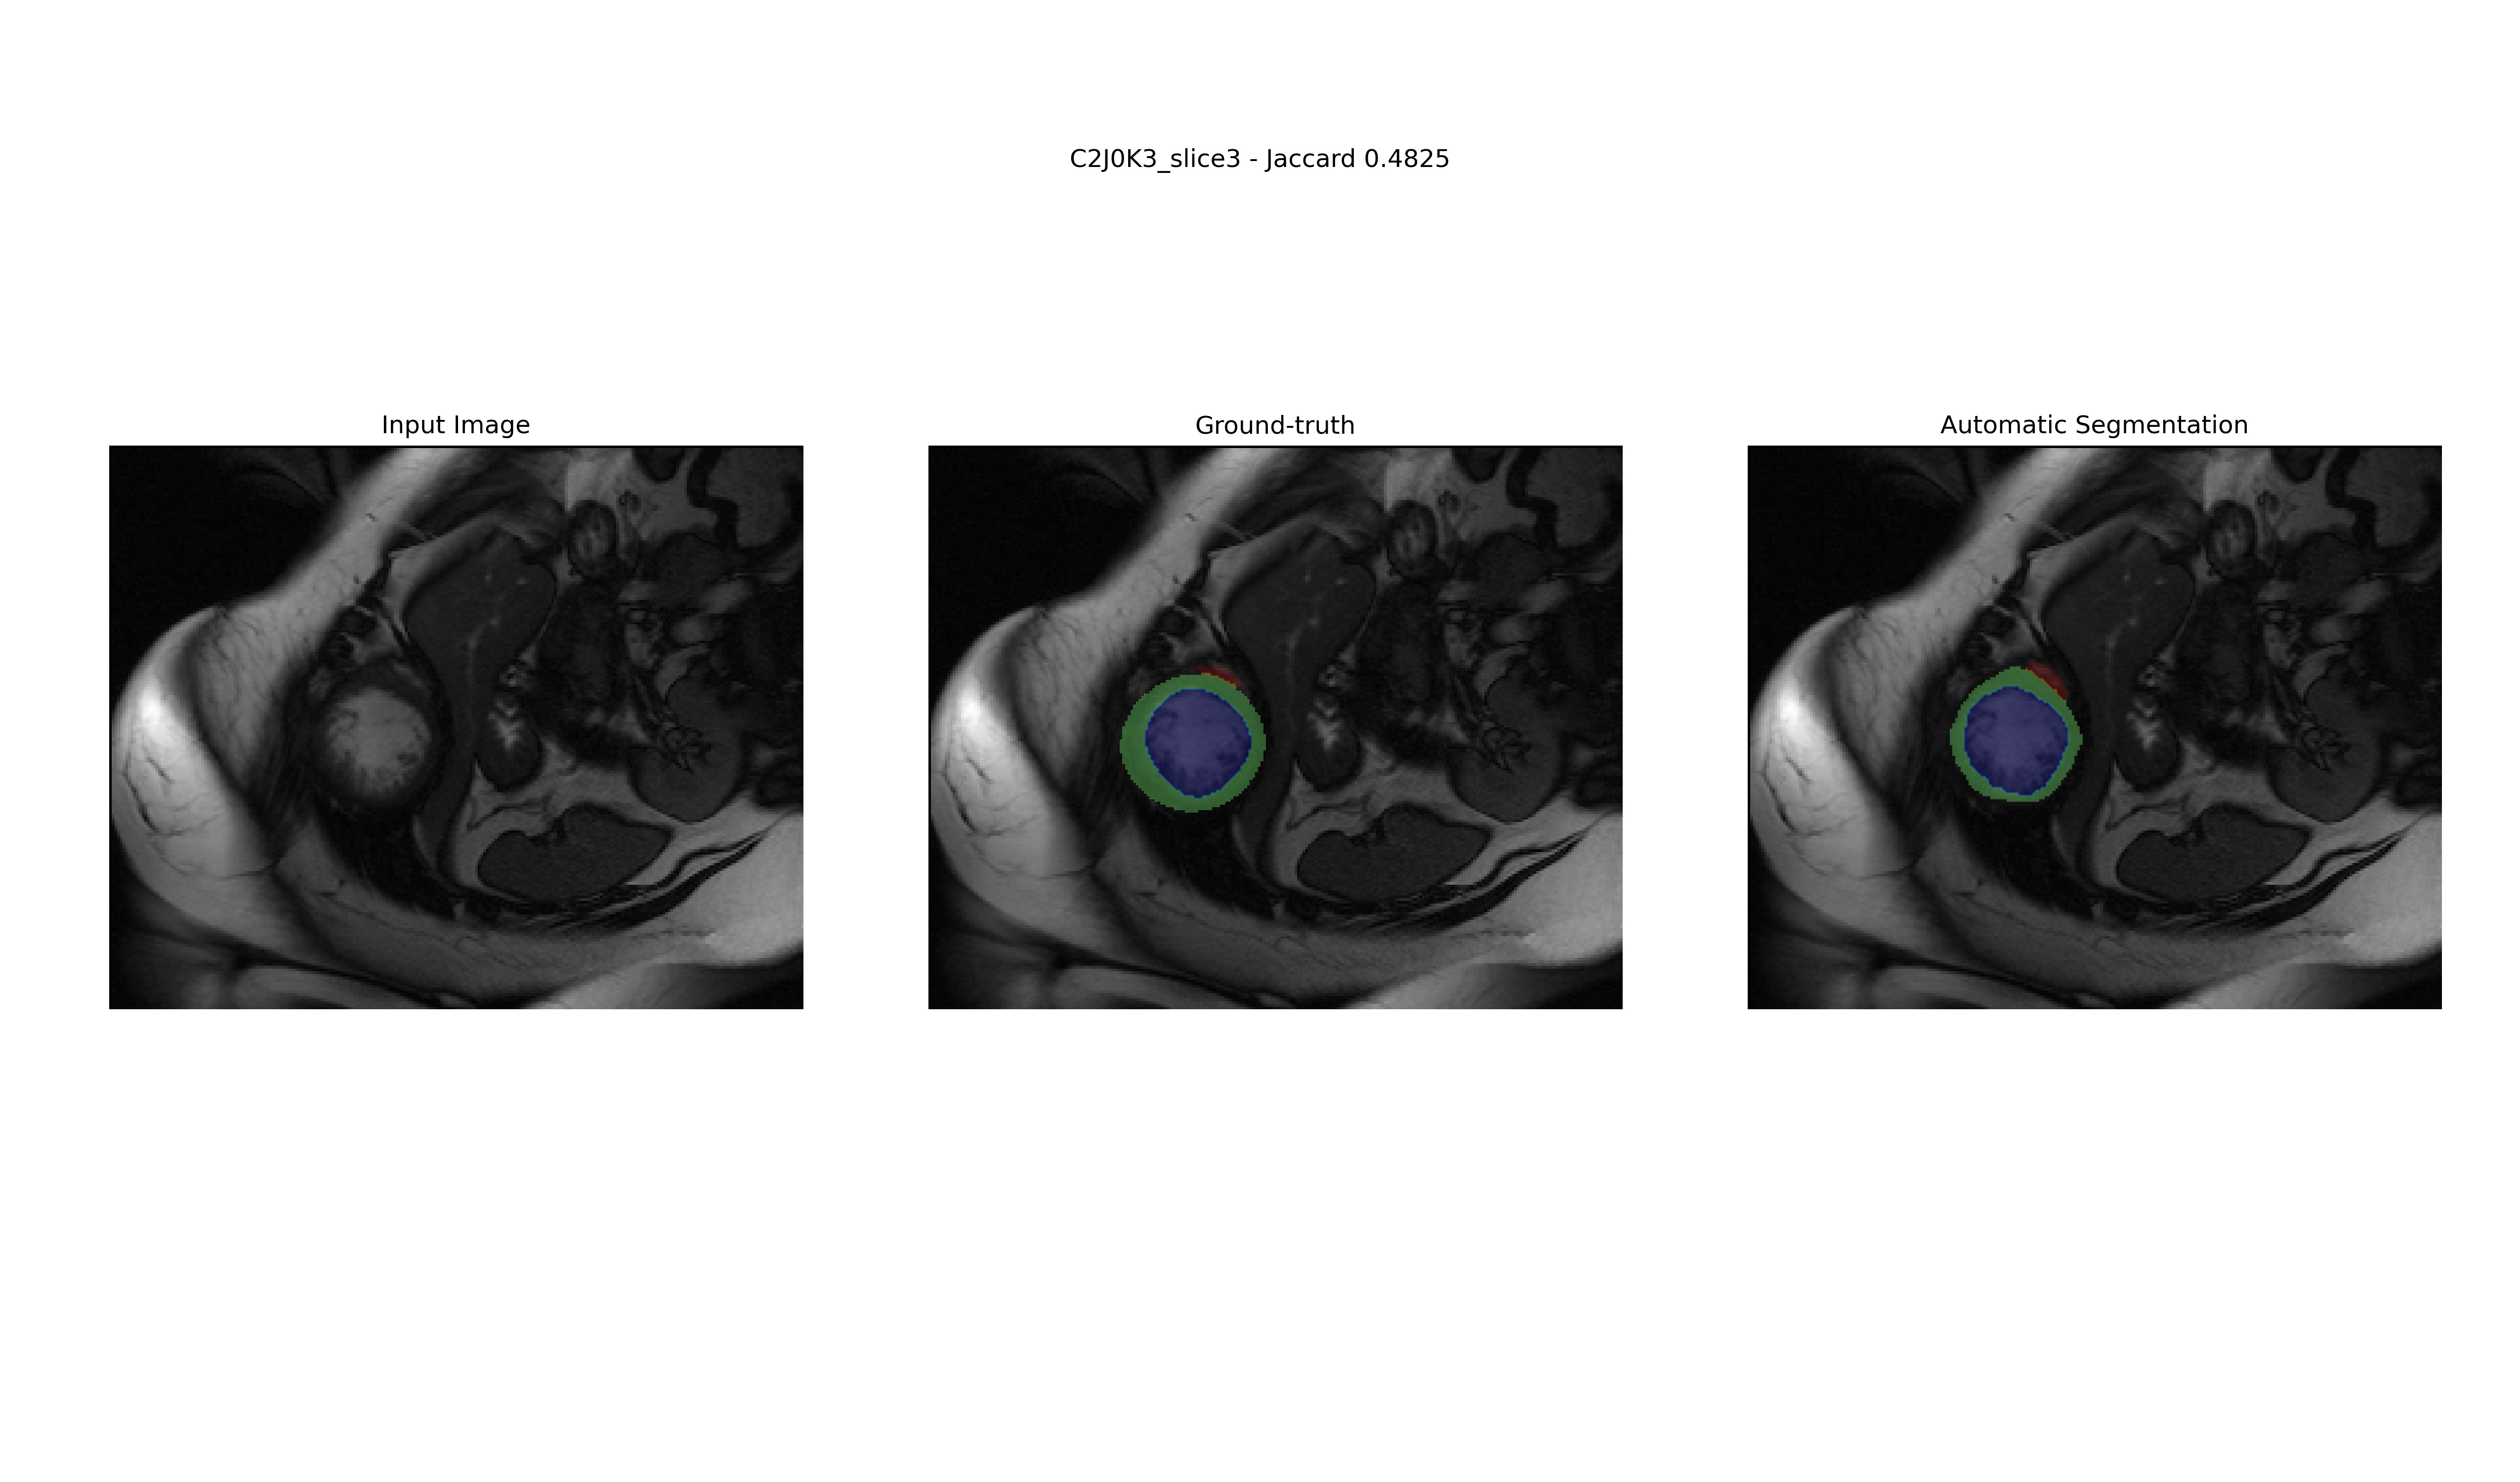 C2J0K3_slice3 - Jaccard 0.4825
Input Image
Ground-truth
Automatic Segmentation